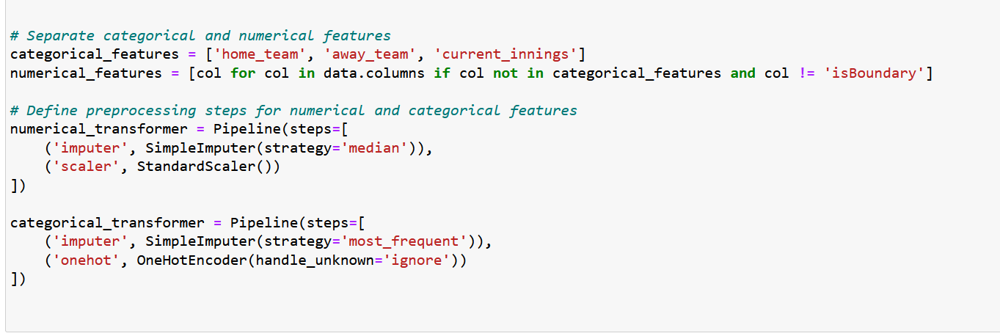 # Separate categorical and numerical features
categorical_features = ['home_team', 'away_team', 'current_innings']
numerical_features = [col for col in data.columns if col not in categorical_features and col != 'isBoundary']

# Define preprocessing steps for numerical and categorical features
numerical_transformer = Pipeline(steps=[
    ('imputer', SimpleImputer(strategy='median')),
    ('scaler', StandardScaler())
])

categorical_transformer = Pipeline(steps=[
    ('imputer', SimpleImputer(strategy='most_frequent')),
    ('onehot', OneHotEncoder(handle_unknown='ignore'))
])